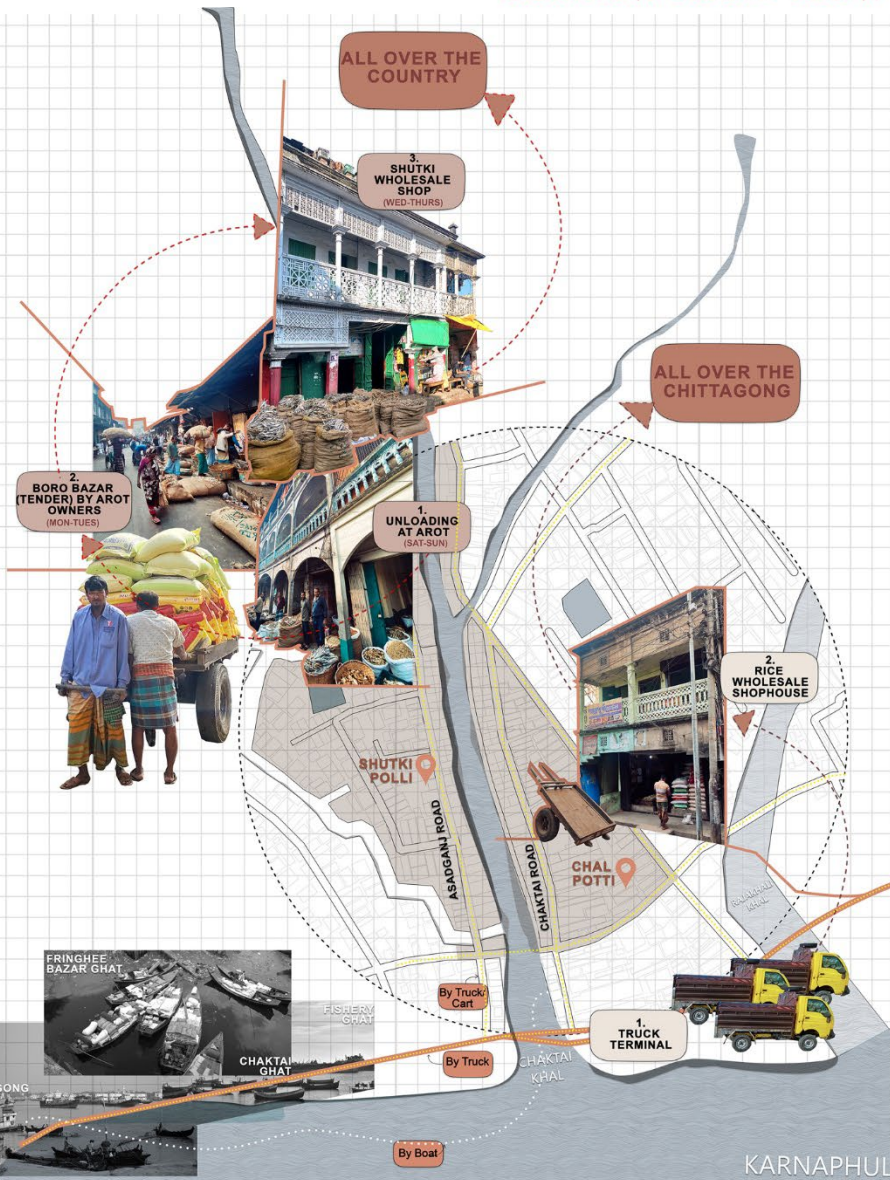 ALL OVER THE
COUNTRY
3.
SHUTKI
WHOLESALE
SHOP
(WED-THURS)
ALL OVER THE
CHITTAGONG
2.
BORO BAZAR
(TENDER) BY AROT
OWNERS
(MON-TUES)
1.
UNLOADING
AT AROT
(SAT-SUN)
2.
RICE
WHOLESALE
SHOPHOUSE
SHUTKI
POLLI
ASADGANJ ROAD
CHAKTAI ROAD
CHAL
POTTI
RAJAKHALI
KHAL
FRINGHEE
BAZAR GHAT
FISHERY
GHAT
CHAKTAI
GHAT
By Truck/
Cart
By Truck
1.
TRUCK
TERMINAL
CHAKTAI
KHAL
ONG
By Boat
KARNAPHUL